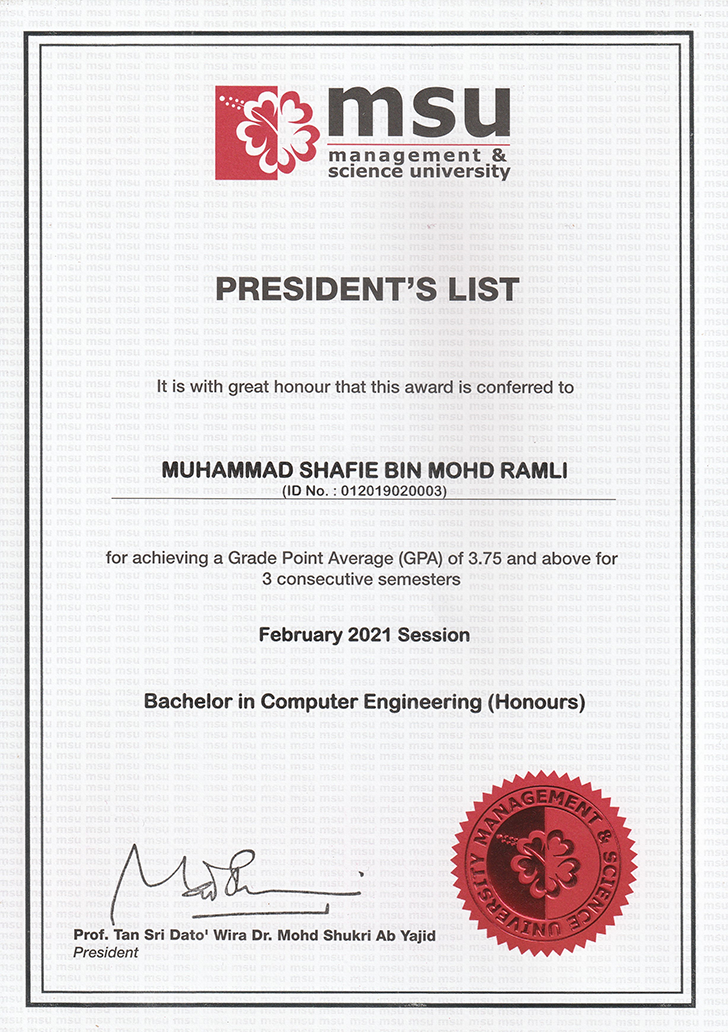 msu
management &
science university
PRESIDENT'S LIST
It is with great honour that this award is conferred to
MUHAMMAD SHAFIE BIN MOHD RAMLI
(ID No. : 012019020003)
for achieving a Grade Point Average (GPA) of 3.75 and above for
3 consecutive semesters
February 2021 Session
Bachelor in Computer Engineering (Honours)
MANAGEMENT & SCIENCE UNIVERSITY
Prof. Tan Sri Dato' Wira Dr. Mohd Shukri Ab Yajid
President